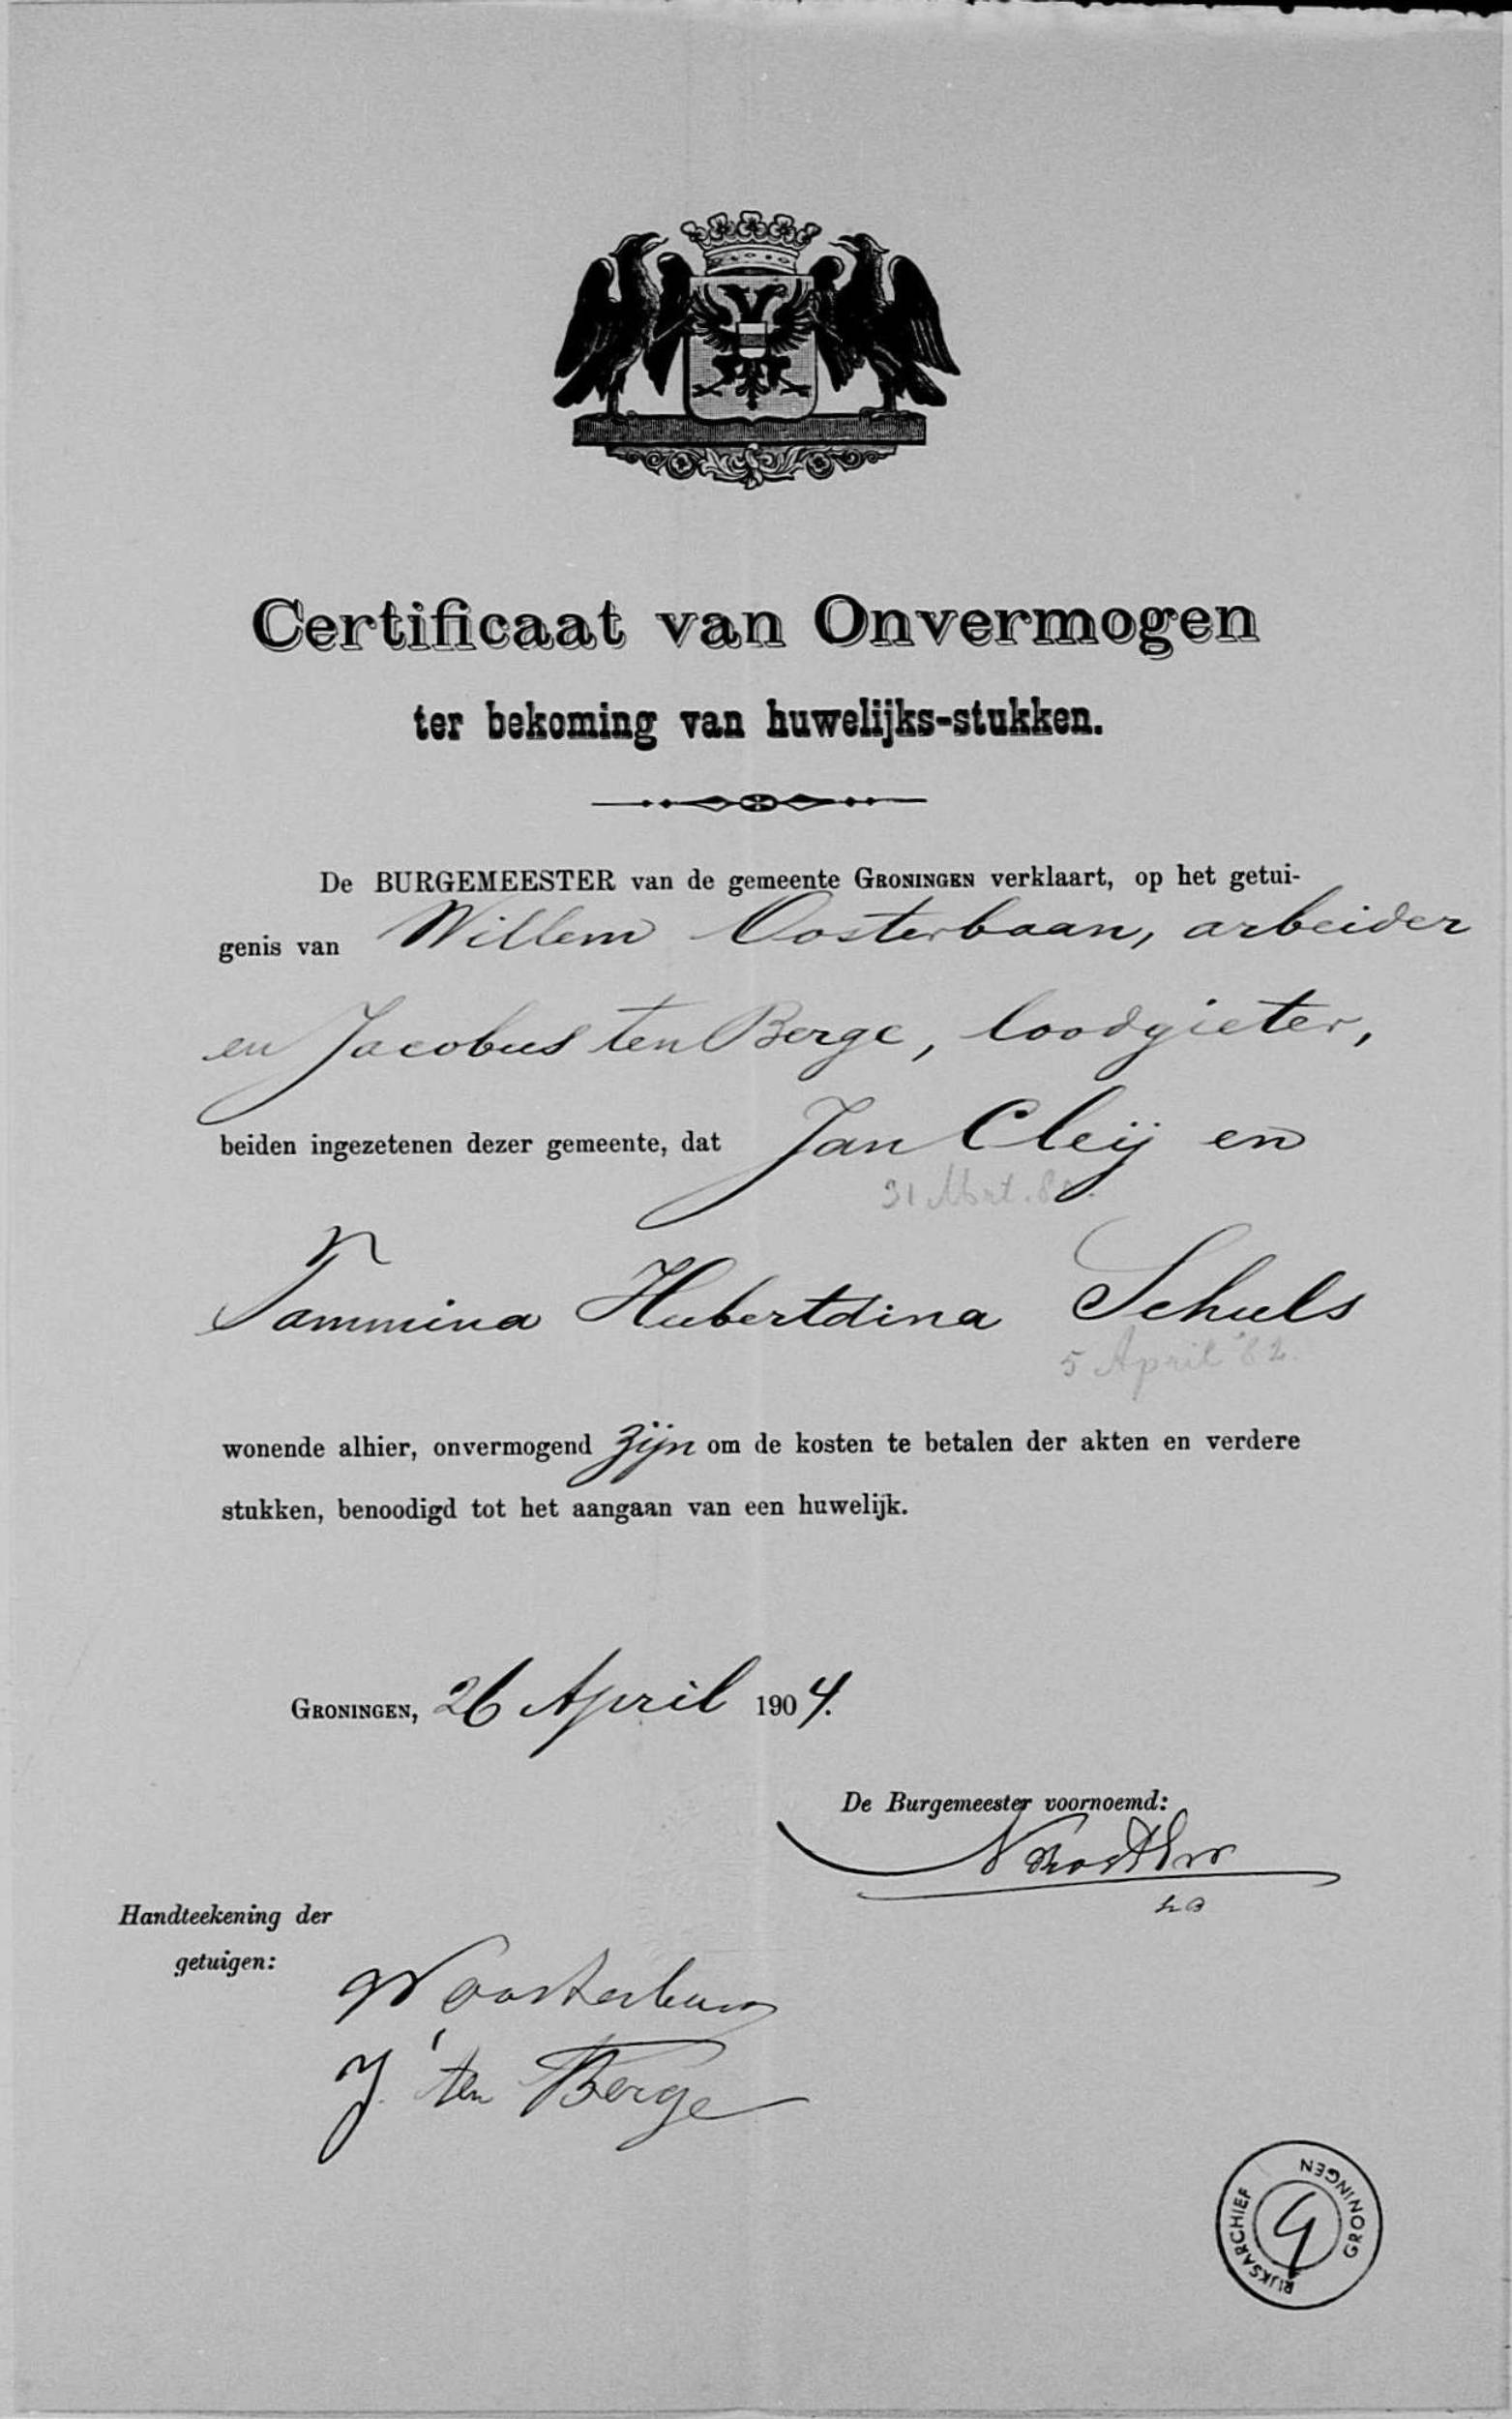 Certificaat van Onvermogen
ter bekoming van huwelijks-stukken.
De BURGEMEESTER van de gemeente GRONINGEN verklaart, op het getui-
genis van Willem Oosterbaan, arbeider
en Jacobus ten Berge, loodgieter,
beiden ingezetenen dezer gemeente, dat Jan Cleij en
31 Mrt.
Tammina Hubertdina Schuls
5 April '82.
wonende alhier, onvermogend zijn om de kosten te betalen der akten en verdere
stukken, benoodigd tot het aangaan van een huwelijk.
GRONINGEN, 26 April 1904.
De Burgemeester voornoemd:
Handteekening der
getuigen:
W Oosterbaan
J. ten Berge
RIJKSARCHIEF GRONINGEN